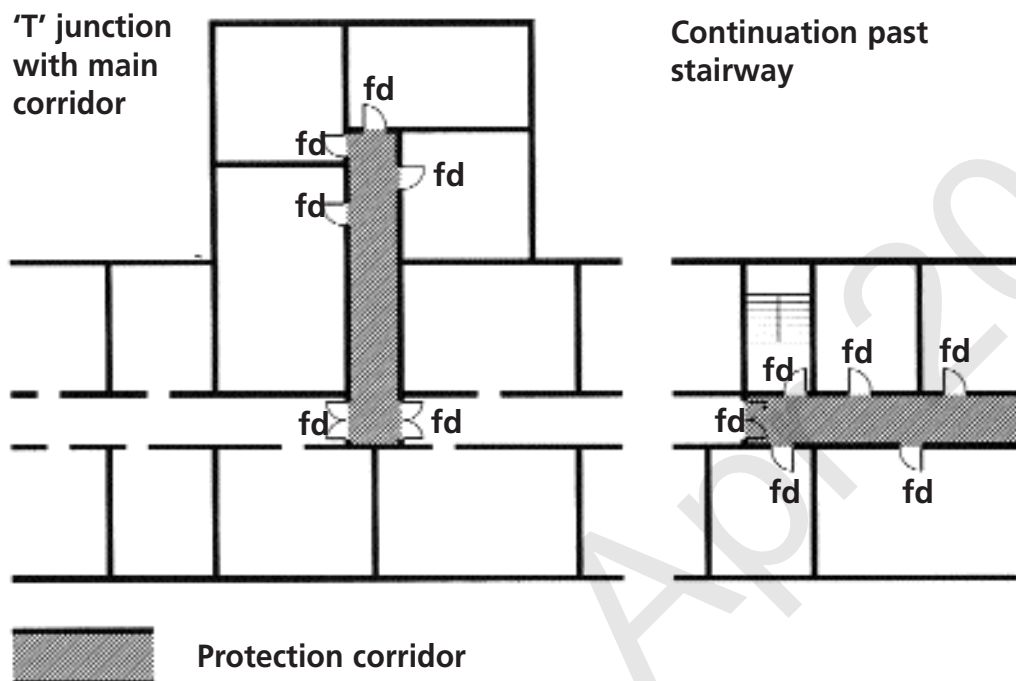 'T' junction
with main
corridor
Continuation past
stairway
fd
fd
fd
fd
fd
fd
fd
fd
fd
fd
fd
fd
Protection corridor